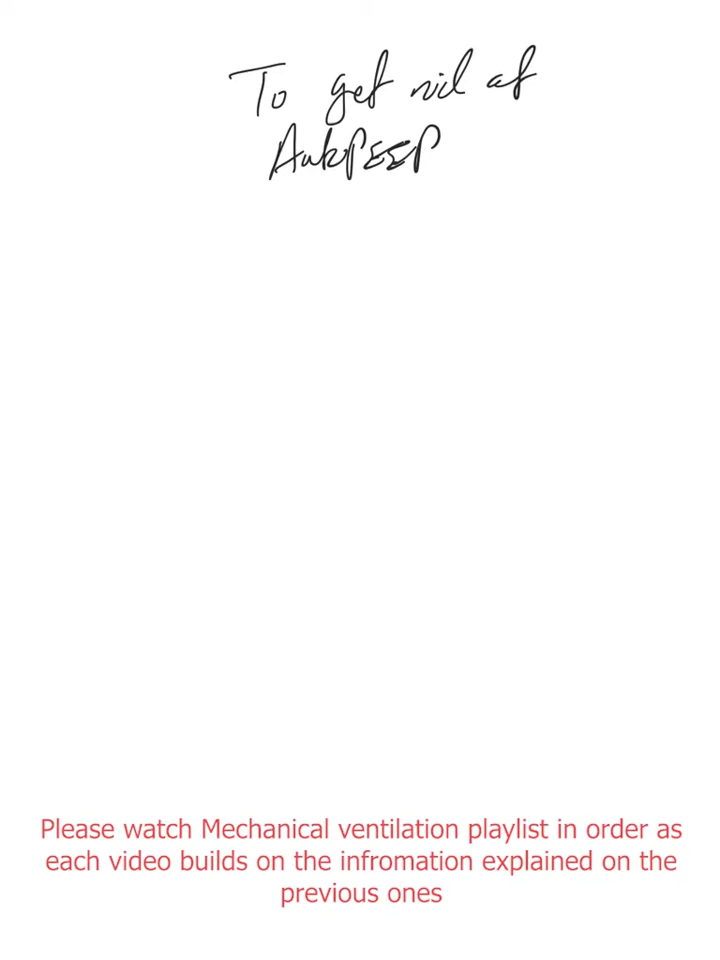 To get rid of
AutoPEEP
Please watch Mechanical ventilation playlist in order as
each video builds on the infromation explained on the
previous ones